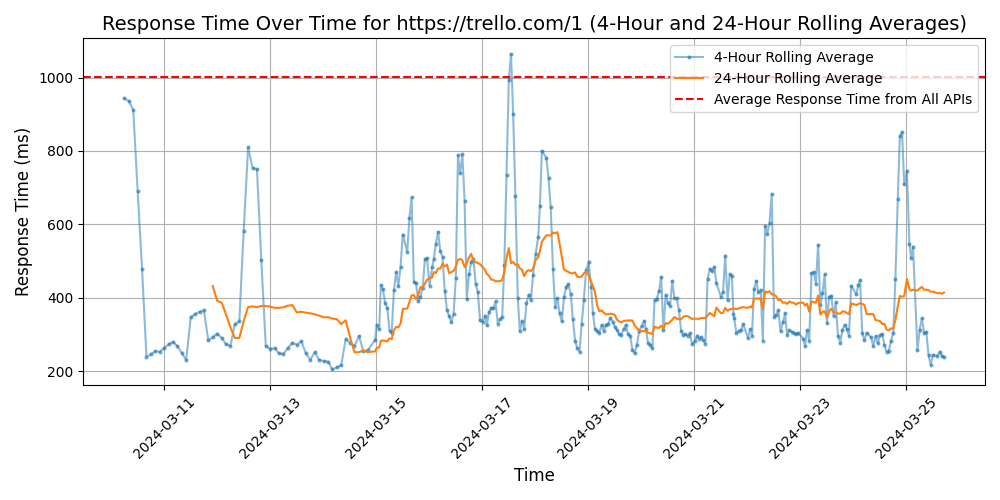 Response Time Over Time for https://trello.com/1 (4-Hour and 24-Hour Rolling Averages)
4-Hour Rolling Average
24-Hour Rolling Average
Average Response Time from All APIs
Response Time (ms)
1000
800
600
400
200
2024-03-11
2024-03-13
2024-03-15
2024-03-17
2024-03-19
2024-03-21
2024-03-23
2024-03-25
Time